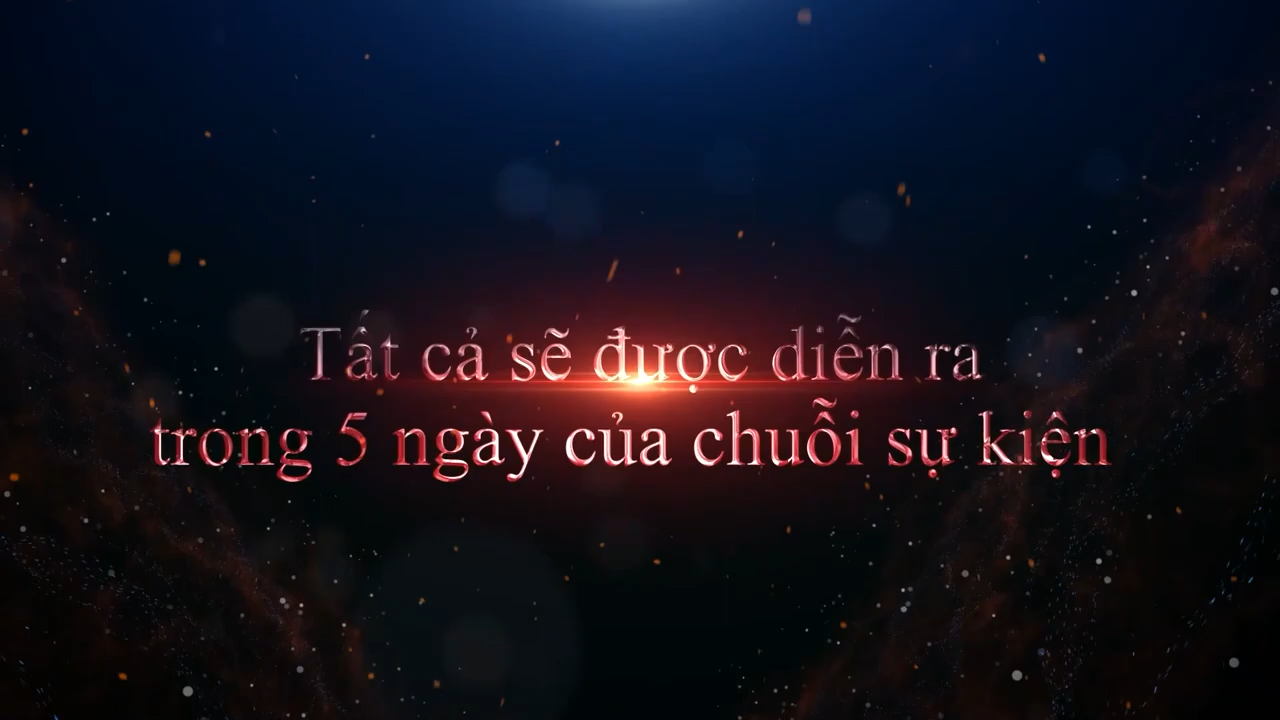 Tất cả sẽ được diễn ra
trong 5 ngày của chuỗi sự kiện